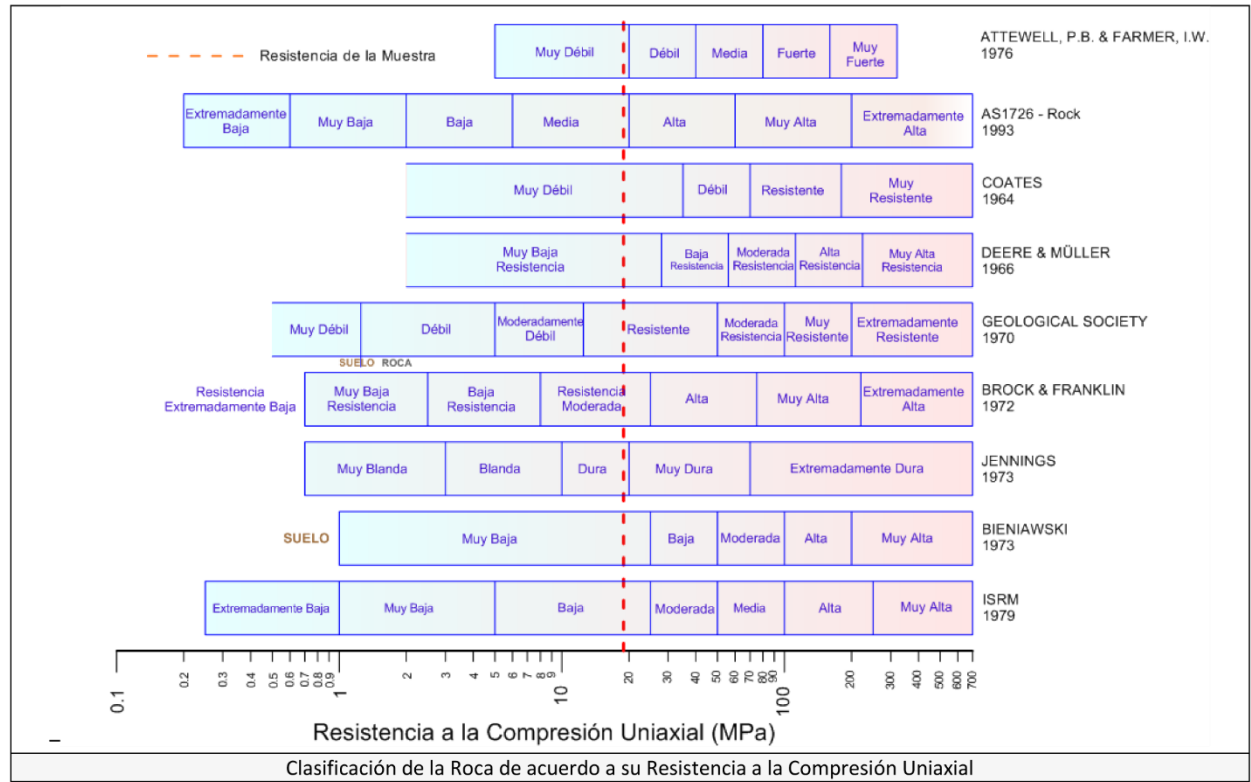 Resistencia de la Muestra
Muy Débil Débil Media Fuerte Muy
Fuerte
ATTEWELL, P.B. & FARMER, I.W.
1976
Extremadamente
Baja
Muy Baja Baja Media Alta Muy Alta Extremadamente
Alta
AS1726 - Rock
1993
Muy Débil Débil Resistente Muy
Resistente
COATES
1964
Muy Baja
Resistencia
Baja
Resistencia
Moderada
Resistencia
Alta
Resistencia
Muy Alta
Resistencia
DEERE & MÜLLER
1966
Muy Débil Débil Moderadamente
Débil
Resistente Moderada
Resistencia
Muy
Resistente
Extremadamente
Resistente
GEOLOGICAL SOCIETY
1970
SUELO ROCA
Resistencia
Extremadamente Baja
Muy Baja
Resistencia
Baja
Resistencia
Resistencia
Moderada
Alta Muy Alta Extremadamente
Alta
BROCK & FRANKLIN
1972
Muy Blanda Blanda Dura Muy Dura Extremadamente Dura
JENNINGS
1973
SUELO Muy Baja Baja Moderada Alta Muy Alta
BIENIAWSKI
1973
Extremadamente Baja Muy Baja Baja Moderada Media Alta Muy Alta
ISRM
1979
0.1 0.2 0.3 0.4 0.5 0.6 0.7 0.8 0.9 1 2 3 4 5 6 7 8 9 10 20 30 40 50 60 70 80 90 100 200 300 400 500 600 700
Resistencia a la Compresión Uniaxial (MPa)
Clasificación de la Roca de acuerdo a su Resistencia a la Compresión Uniaxial